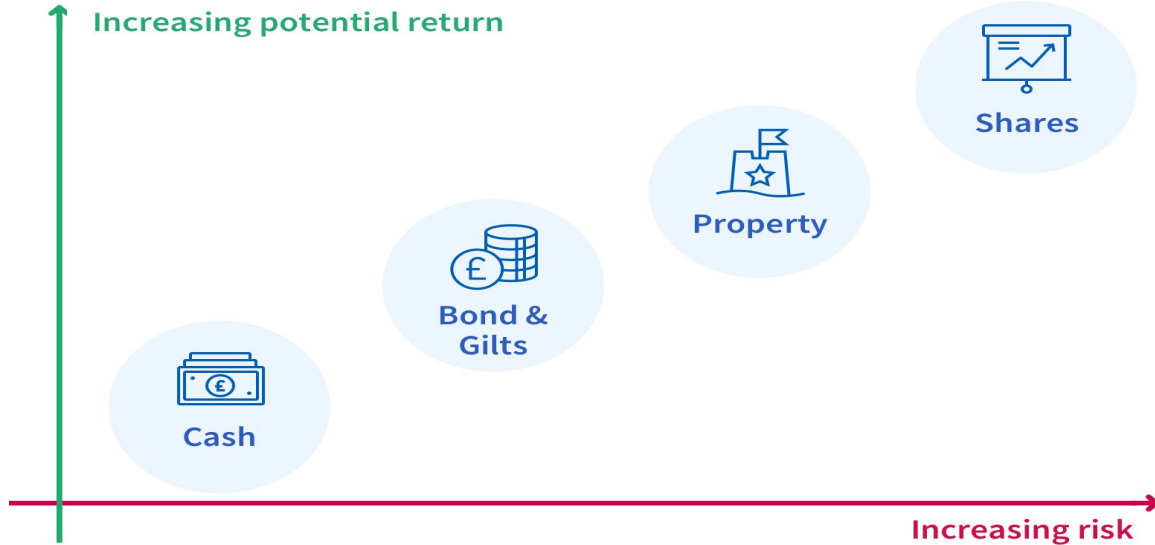 Increasing potential return
Shares
Property
£
Bond &
Gilts
£
Cash
Increasing risk